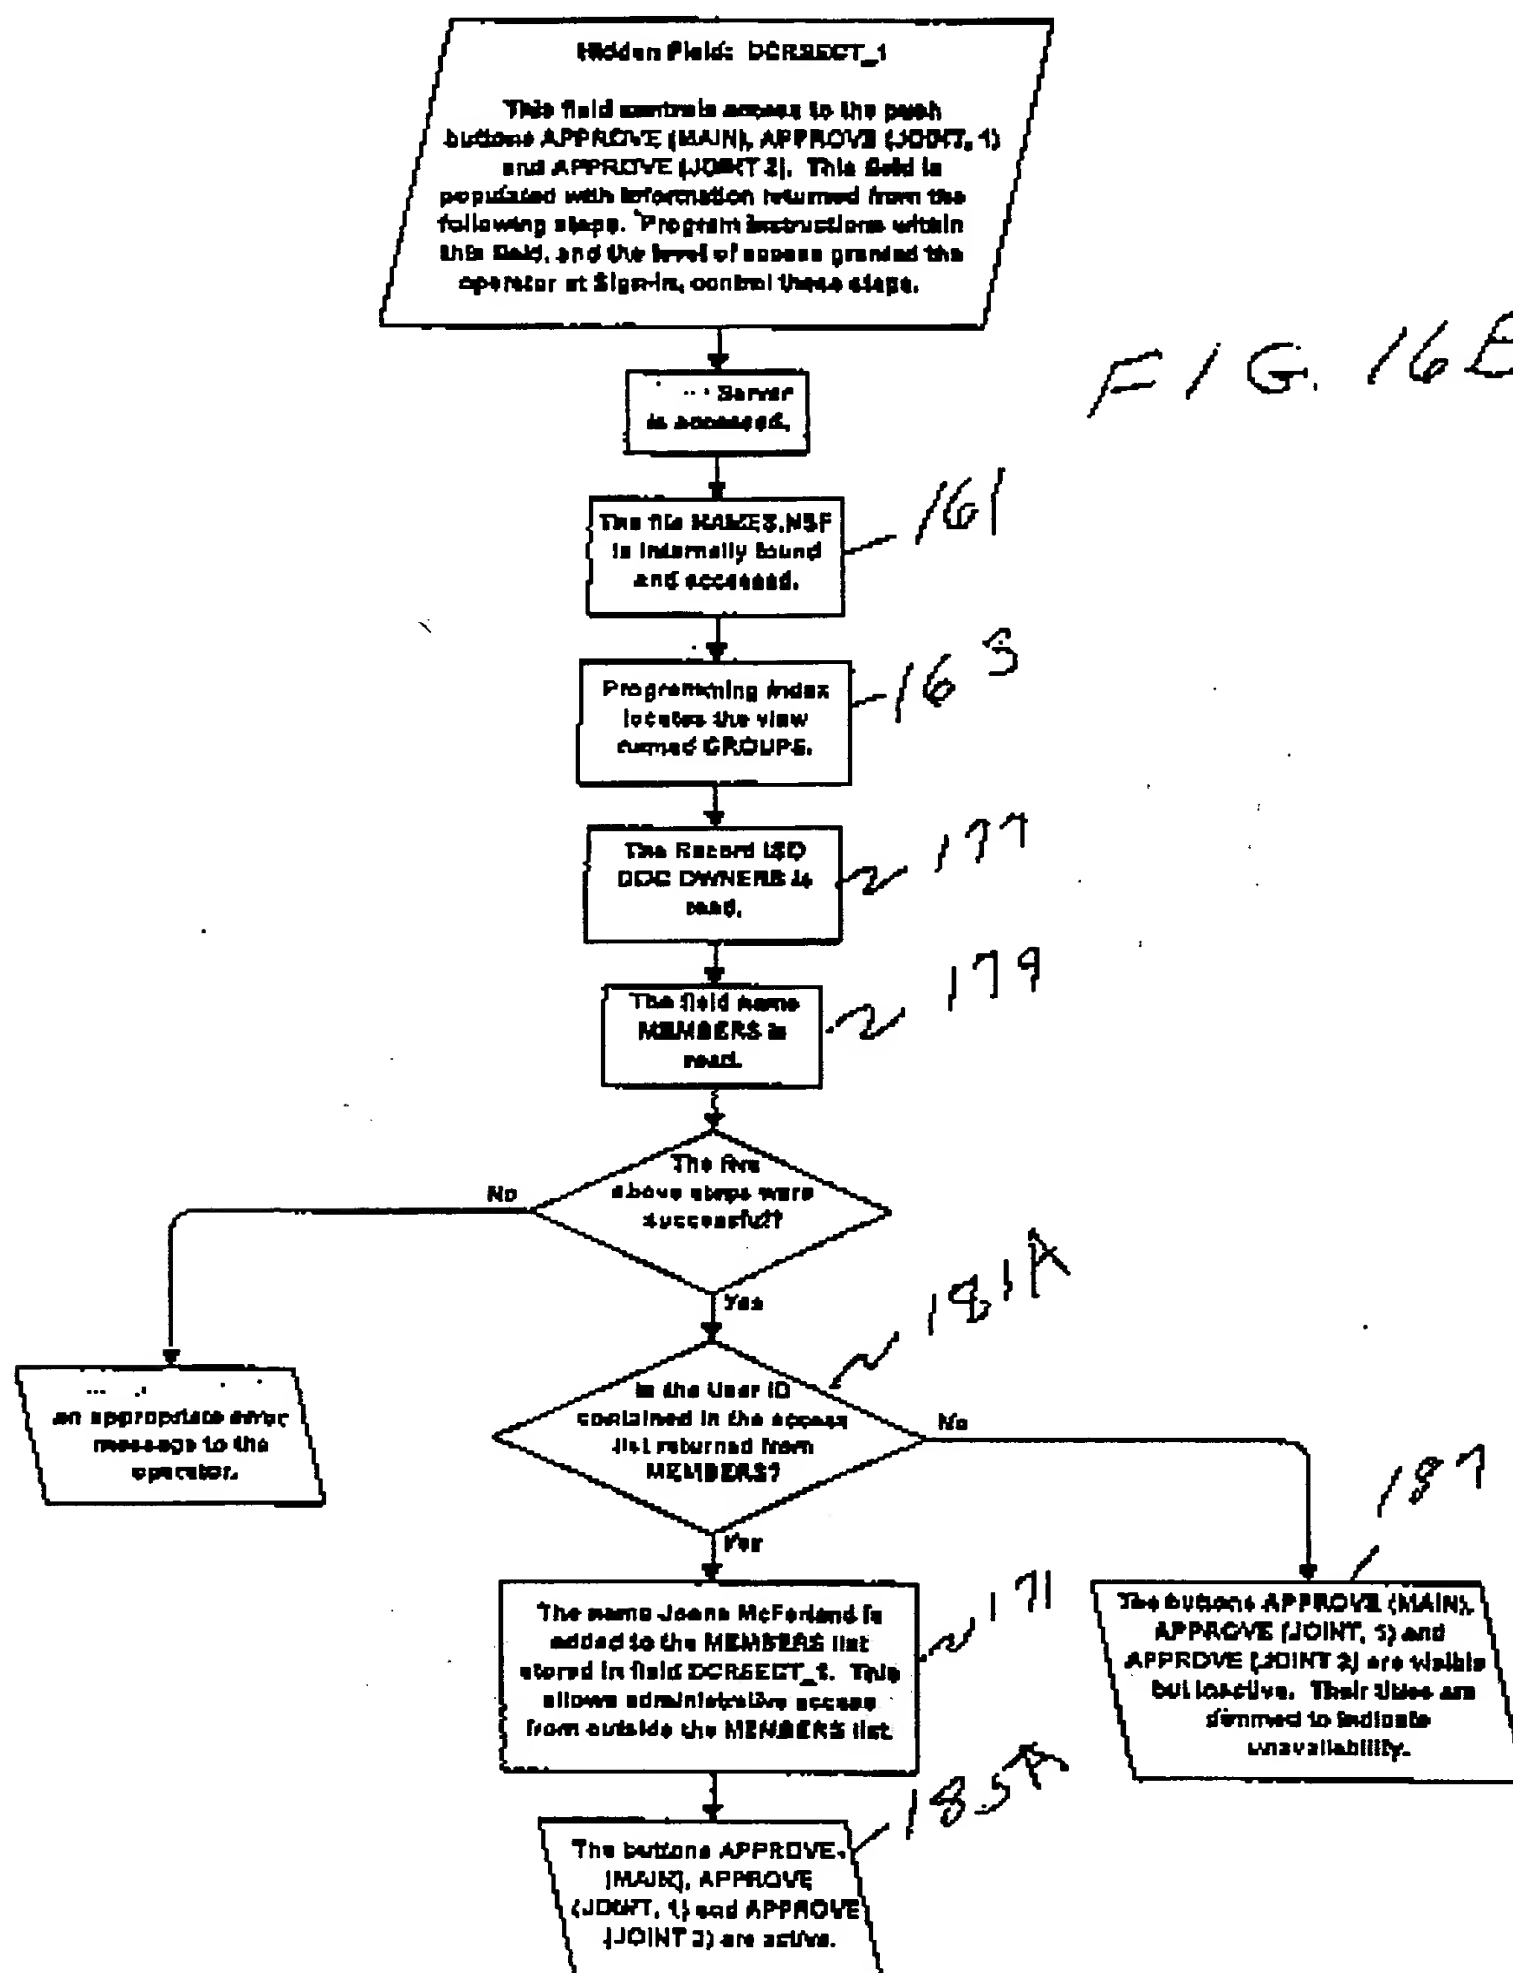 Hidden Field: DCRSECT_1
This field controls access to the push
buttons APPROVE (MAIN), APPROVE (JOINT, 1)
and APPROVE (JOINT 2). This field is
populated with information returned from the
following steps. Program instructions within
this field, and the level of access granted the
operator at Sign-in, control these steps.
FIG. 16B
Server
is accessed.
The file NAMES.NSF
is internally found
and accessed.
161
Programming index
locates the view
named GROUPS.
163
The Record ISD
DOC OWNERS is
read.
177
The field name
MEMBERS is
read.
179
The five
above steps were
successful?
No
Yes
181A
Is the User ID
contained in the access
list returned from
MEMBERS?
No
Yes
an appropriate error
message to the
operator.
187
The name Joann McFarland is
added to the MEMBERS list
stored in field DCRSECT_1. This
allows administrative access
from outside the MEMBERS list.
171
The buttons APPROVE (MAIN),
APPROVE (JOINT, 1) and
APPROVE (JOINT 2) are visible
but inactive. Their titles are
dimmed to indicate
unavailability.
185A
The buttons APPROVE
(MAIN), APPROVE
(JOINT, 1) and APPROVE
(JOINT 2) are active.